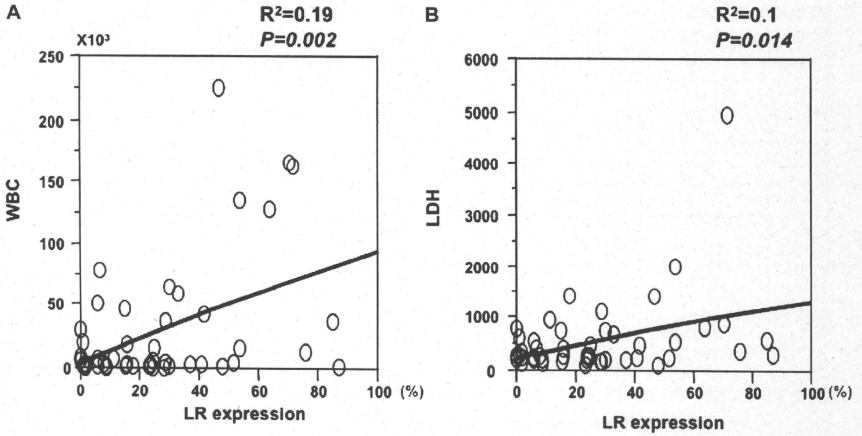 A
R²=0.19
P=0.002
X10³
250
200
150
100
50
0
WBC
0 20 40 60 80 100 (%)
LR expression
B
R²=0.1
P=0.014
6000
5000
4000
3000
2000
1000
0
LDH
0 20 40 60 80 100 (%)
LR expression